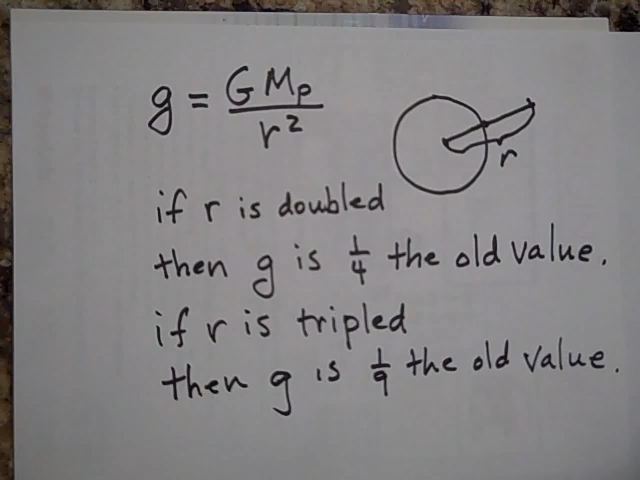 g = G Mp / r²
r
if r is doubled
then g is 1/4 the old value.
if r is tripled
then g is 1/9 the old value.